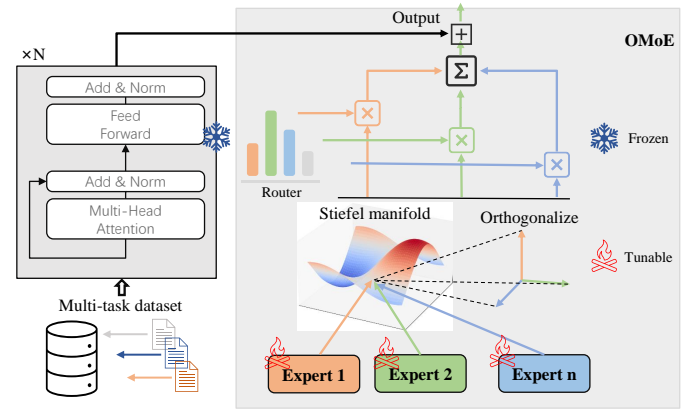 Output
×N
OMoE
Add & Norm
Feed
Forward
Frozen
Add & Norm
Router
Multi-Head
Attention
Stiefel manifold
Orthogonalize
Tunable
Multi-task dataset
Expert 1
Expert 2
Expert n